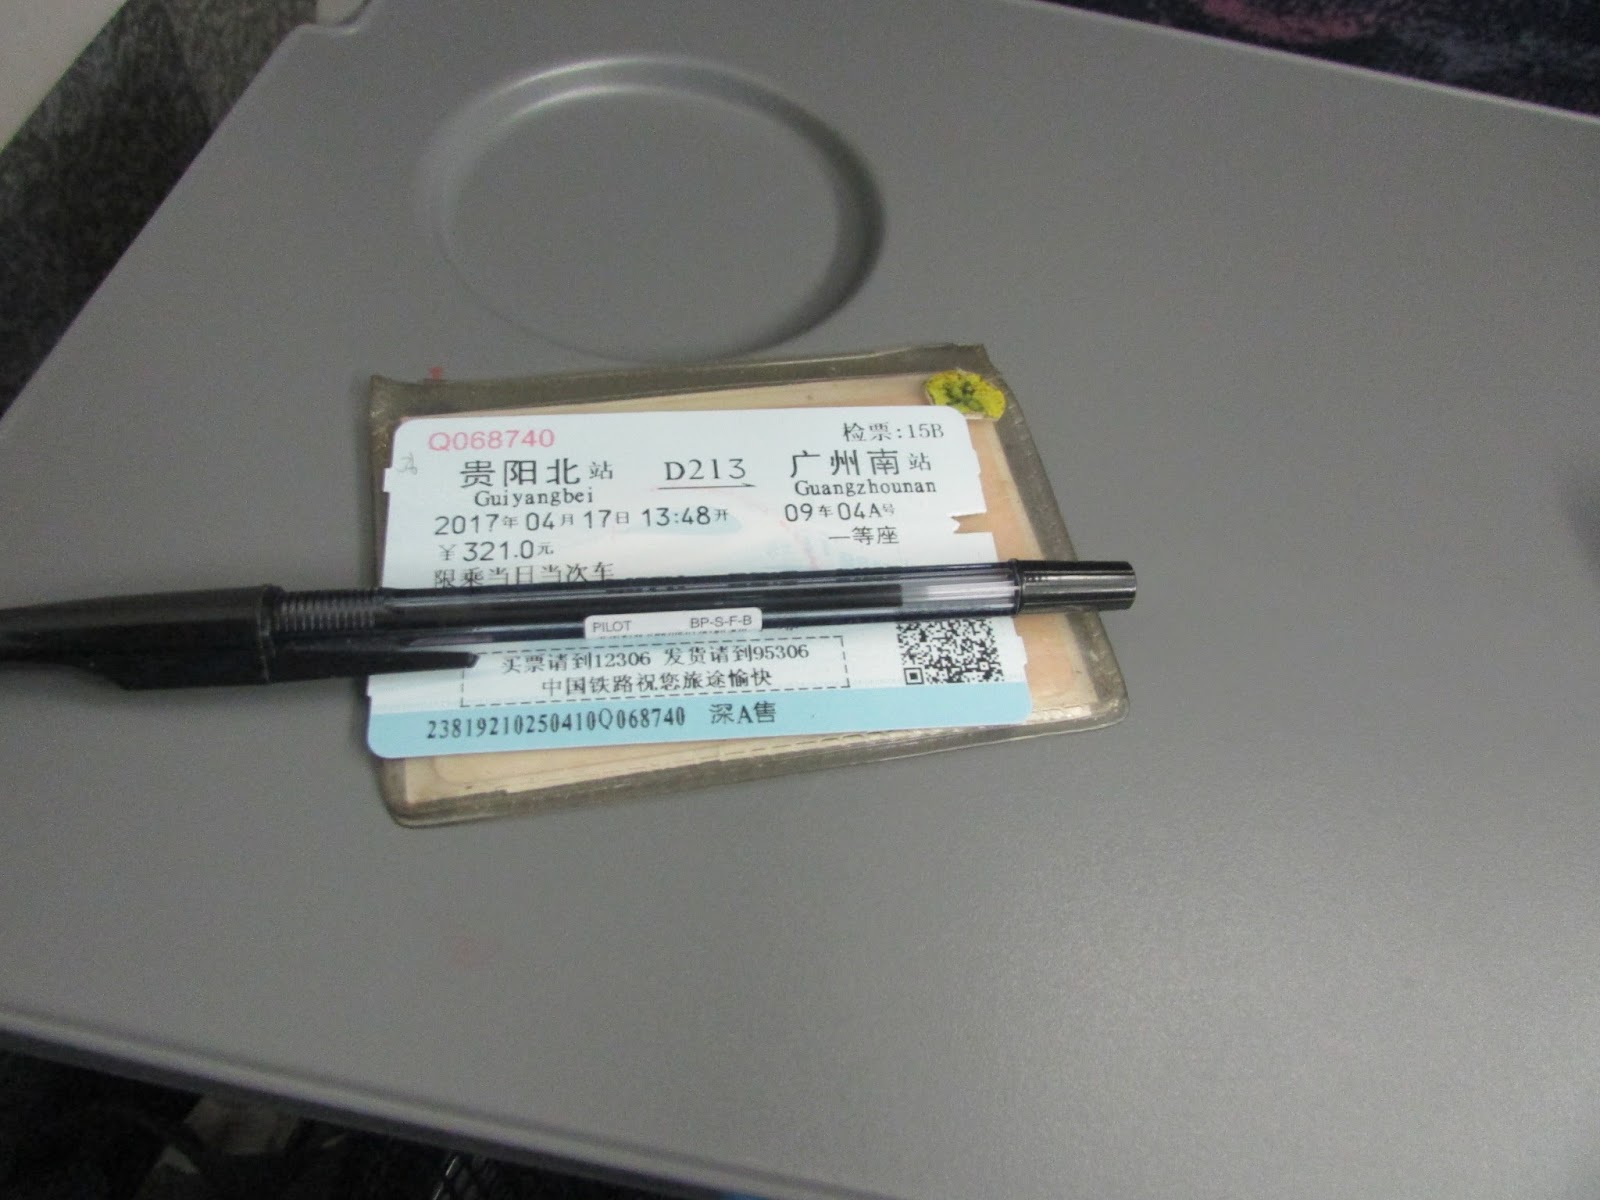 Q068740 检票:15B
贵阳北站 D213 广州南站
Guiyangbei Guangzhounan
2017年04月17日 13:48开 09车04A号
￥321.0元 一等座
限乘当日当次车
PILOT BP-S-F-B
买票请到12306 发货请到95306
中国铁路祝您旅途愉快
23819210250410Q068740 深A售